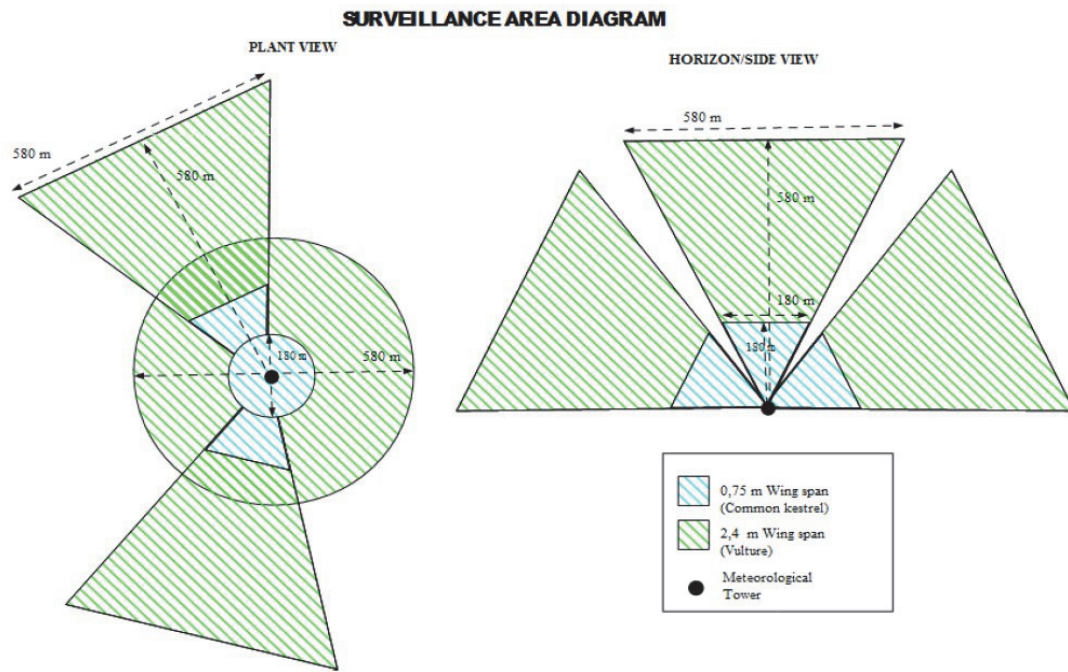 SURVEILLANCE AREA DIAGRAM
PLANT VIEW
580 m
580 m
180 m
580 m
HORIZON/SIDE VIEW
580 m
580 m
180 m
180 m
0,75 m Wing span
(Common kestrel)
2,4 m Wing span
(Vulture)
Meteorological
Tower